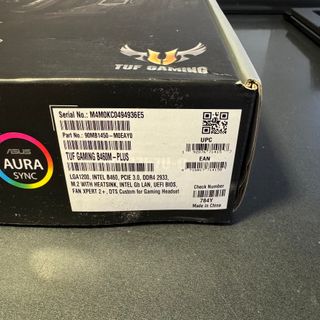 TUF GAMING
Serial No.: M4M0KC0494936E5
Part No.: 90MB1450-M0EAY0
TUF GAMING B460M-PLUS
LGA1200, INTEL B460, PCIE 3.0, DDR4 2933,
M.2 WITH HEATSINK, INTEL Gb LAN, UEFI BIOS,
FAN XPERT 2+, DTS Custom for Gaming Headset
UPC
EAN
Check Number
784Y
Made in China
ASUS
AURA
SYNC